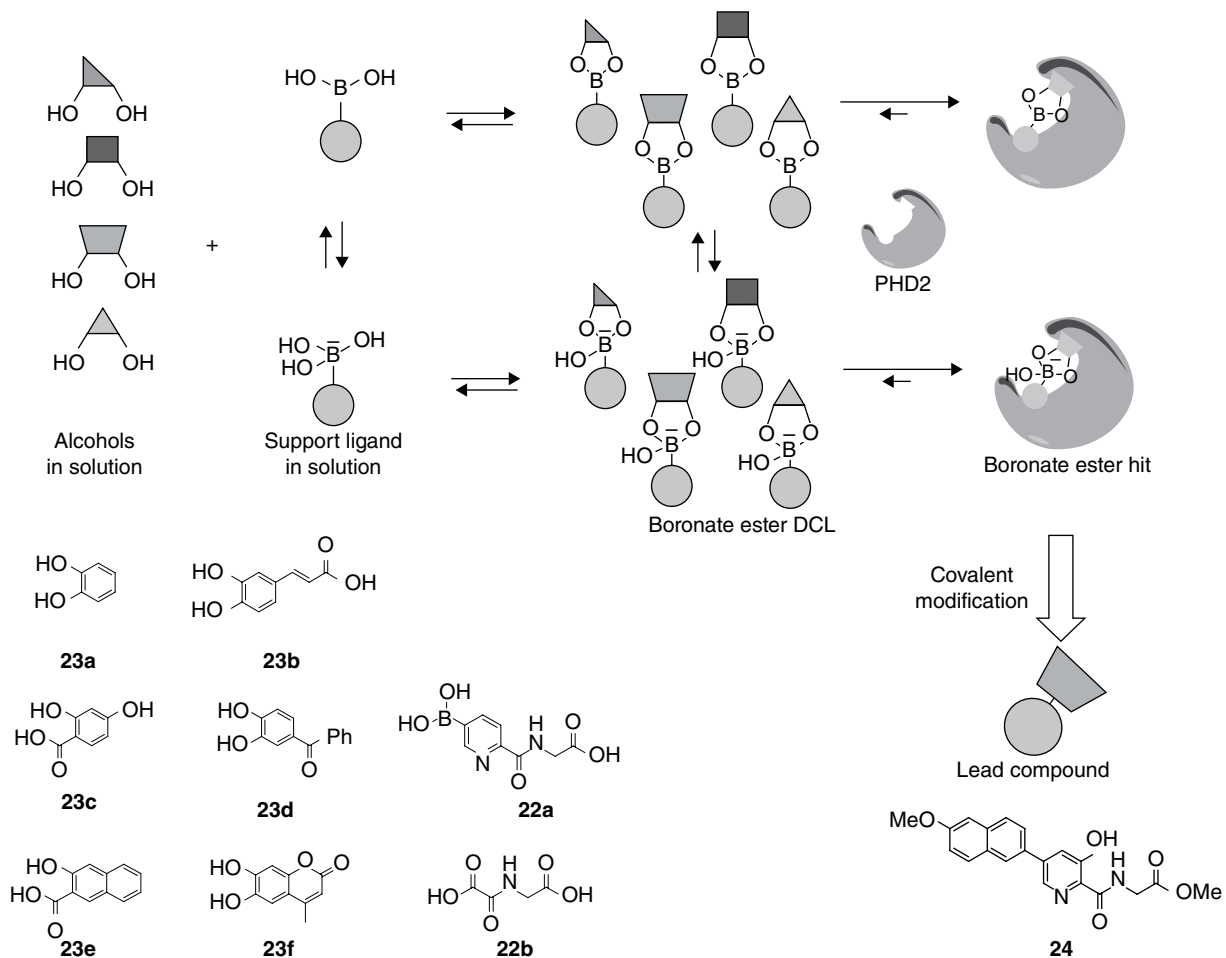 HO
OH
HO
OH
HO
OH
HO
OH
Alcohols
in solution
+
HO
B
OH
HO
HO
B
OH
Support ligand
in solution
O
O
B
O
O
B
O
O
B
O
O
B
O
O
B
HO
O
O
B
HO
O
O
B
HO
O
O
B
HO
Boronate ester DCL
O
B
O
PHD2
O
HO
B
O
Boronate ester hit
Covalent
modification
Lead compound
HO
HO
23a
HO
HO
O
OH
23b
HO
OH
HO
O
23c
HO
HO
Ph
O
23d
OH
B
HO
N
O
H
N
O
OH
22a
HO
HO
O
23e
HO
HO
O
O
23f
O
HO
O
H
N
O
OH
22b
MeO
OH
N
O
H
N
O
OMe
24